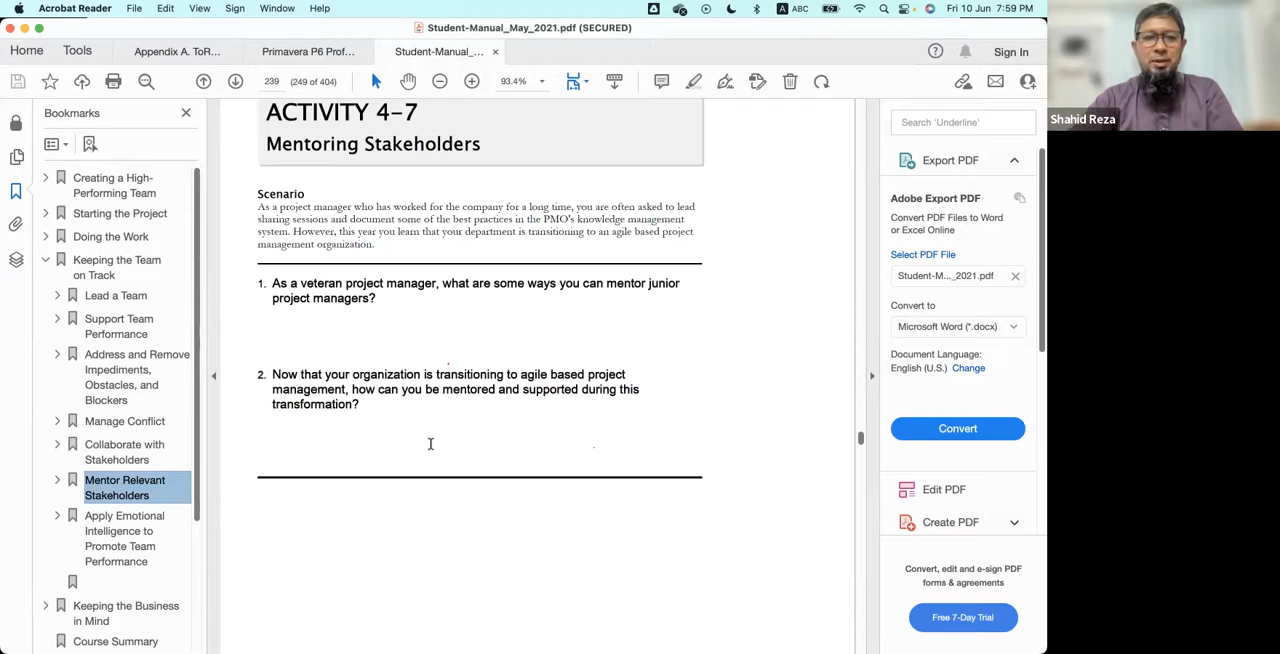 Acrobat Reader File Edit View Sign Window Help
A ABC
Fri 10 Jun 7:59 PM
Student-Manual_May_2021.pdf (SECURED)
Home Tools
Appendix A. ToR...
Primavera P6 Prof...
Student-Manual_...
Sign In
239 (249 of 404)
93.4%
Bookmarks
Creating a High-
Performing Team
Starting the Project
Doing the Work
Keeping the Team
on Track
Lead a Team
Support Team
Performance
Address and Remove
Impediments,
Obstacles, and
Blockers
Manage Conflict
Collaborate with
Stakeholders
Mentor Relevant
Stakeholders
Apply Emotional
Intelligence to
Promote Team
Performance
Keeping the Business
in Mind
Course Summary
ACTIVITY 4–7
Mentoring Stakeholders
Scenario
As a project manager who has worked for the company for a long time, you are often asked to lead
sharing sessions and document some of the best practices in the PMO's knowledge management
system. However, this year you learn that your department is transitioning to an agile based project
management organization.
1. As a veteran project manager, what are some ways you can mentor junior
project managers?
2. Now that your organization is transitioning to agile based project
management, how can you be mentored and supported during this
transformation?
Search 'Underline'
Export PDF
Adobe Export PDF
Convert PDF Files to Word
or Excel Online
Select PDF File
Student-M..._2021.pdf
Convert to
Microsoft Word (*.docx)
Document Language:
English (U.S.) Change
Convert
Edit PDF
Create PDF
Convert, edit and e-sign PDF
forms & agreements
Free 7-Day Trial
Shahid Reza